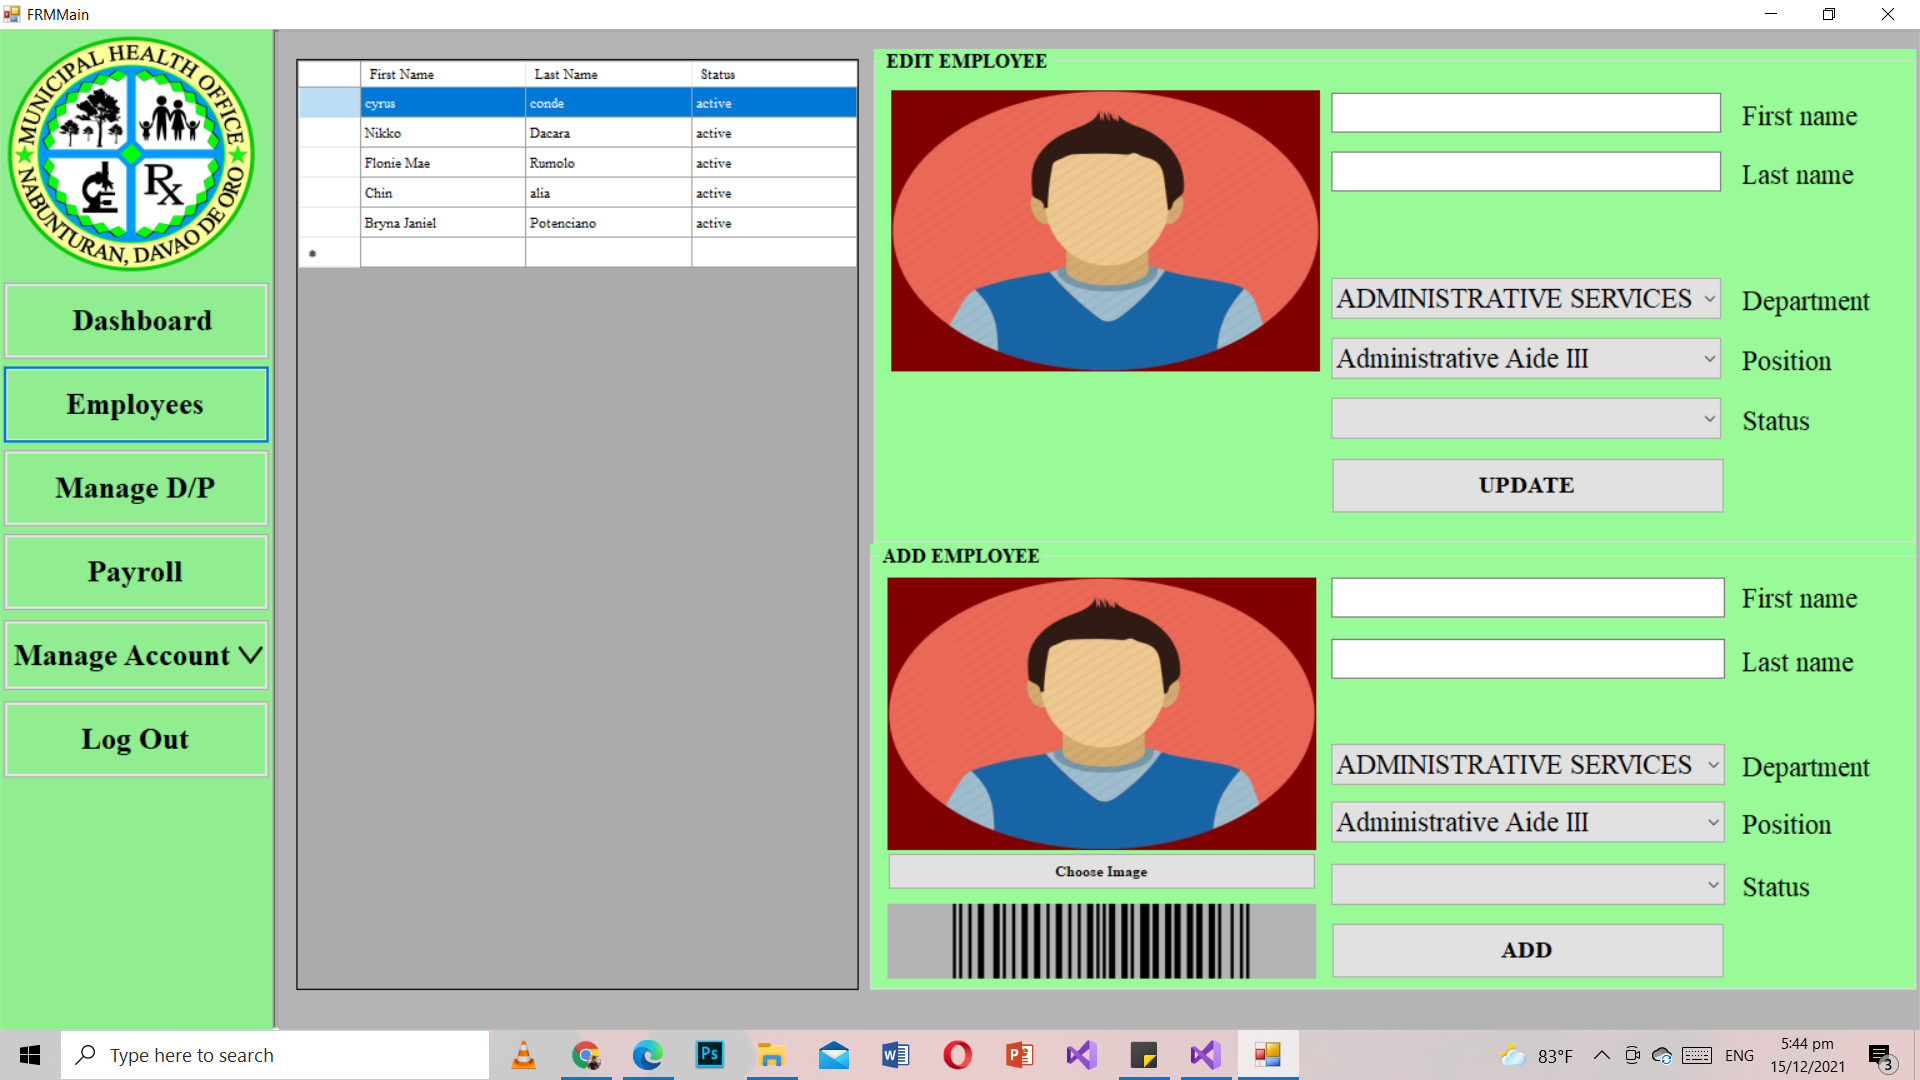 FRMMain
MUNICIPAL HEALTH OFFICE
NABUNTURAN, DAVAO DE ORO
Rx
Dashboard
Employees
Manage D/P
Payroll
Manage Account
Log Out
First Name Last Name Status
cyrus conde active
Nikko Dacara active
Flonie Mae Rumolo active
Chin alia active
Bryna Janiel Potenciano active
EDIT EMPLOYEE
First name
Last name
ADMINISTRATIVE SERVICES Department
Administrative Aide III Position
Status
UPDATE
ADD EMPLOYEE
First name
Last name
ADMINISTRATIVE SERVICES Department
Administrative Aide III Position
Choose Image
Status
ADD
Type here to search
Ps
W
P
83°F
ENG
5:44 pm
15/12/2021
3